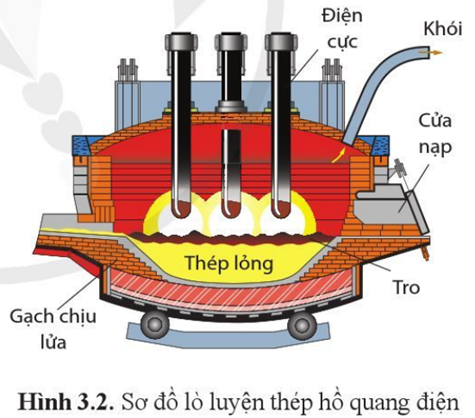 Điện
cực
Khói
Cửa
nạp
Thép lỏng
Tro
Gạch chịu
lửa
Hình 3.2. Sơ đồ lò luyện thép hồ quang điện